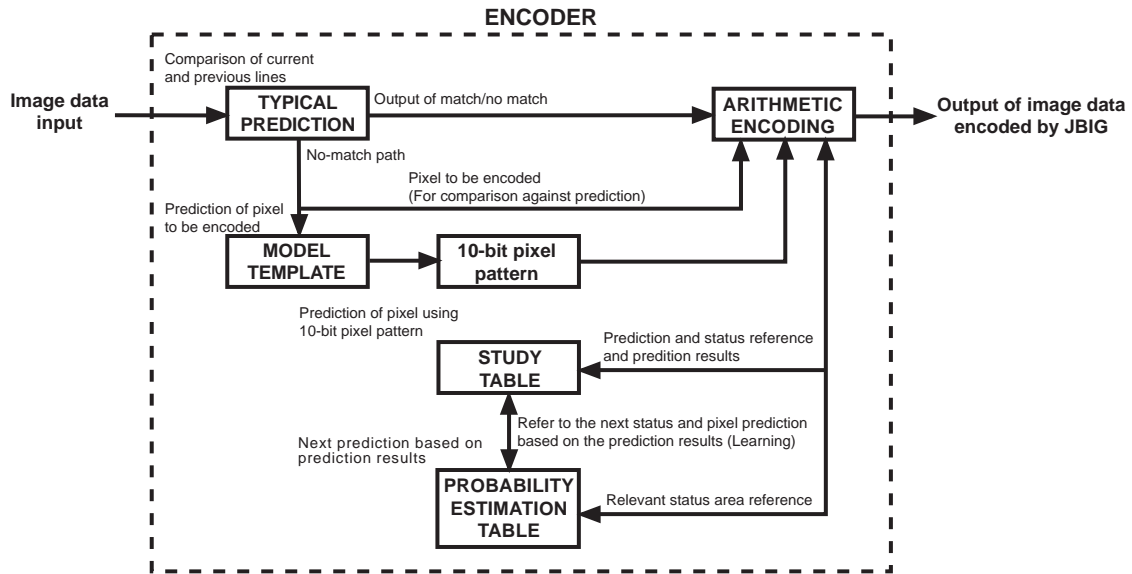 ENCODER
Comparison of current
and previous lines
Image data
input
TYPICAL
PREDICTION
Output of match/no match
ARITHMETIC
ENCODING
Output of image data
encoded by JBIG
No-match path
Pixel to be encoded
(For comparison against prediction)
Prediction of pixel
to be encoded
MODEL
TEMPLATE
10-bit pixel
pattern
Prediction of pixel using
10-bit pixel pattern
Prediction and status reference
and predition results
STUDY
TABLE
Refer to the next status and pixel prediction
based on the prediction results (Learning)
Next prediction based on
prediction results
PROBABILITY
ESTIMATION
TABLE
Relevant status area reference